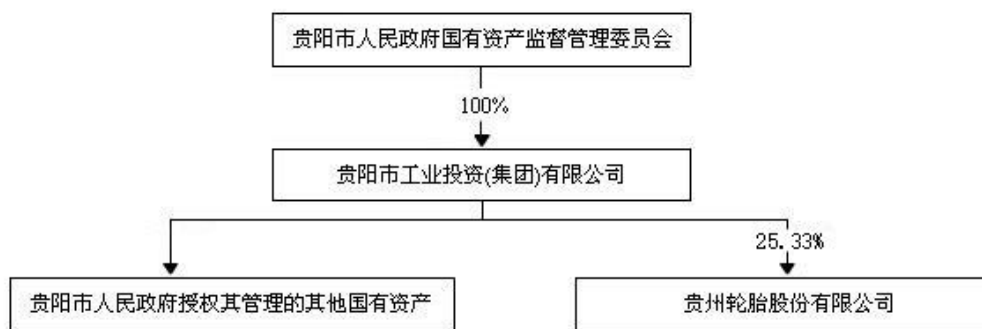 贵阳市人民政府国有资产监督管理委员会
100%
贵阳市工业投资(集团)有限公司
25.33%
贵阳市人民政府授权其管理的其他国有资产
贵州轮胎股份有限公司